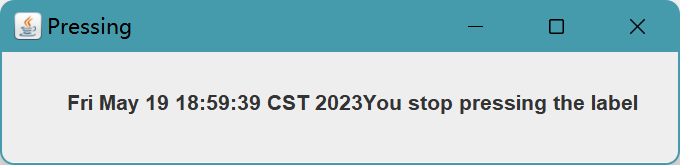 Pressing
Fri May 19 18:59:39 CST 2023You stop pressing the label